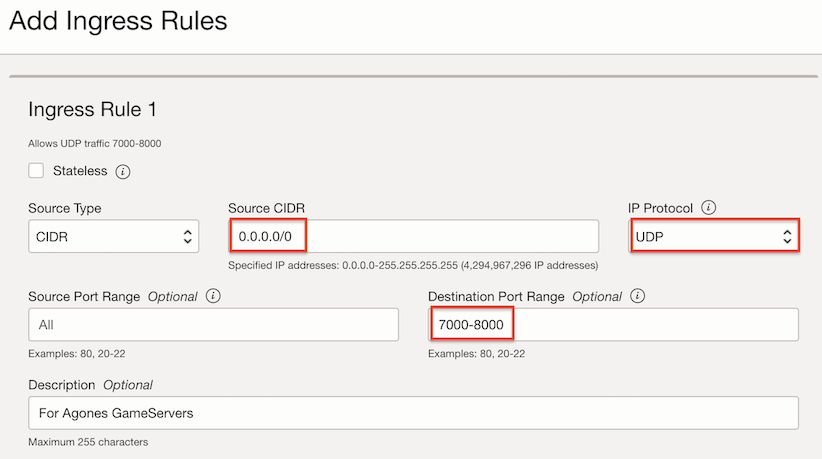 Add Ingress Rules
Ingress Rule 1
Allows UDP traffic 7000-8000
Stateless i
Source Type Source CIDR IP Protocol i
CIDR 0.0.0.0/0 UDP
Specified IP addresses: 0.0.0.0-255.255.255.255 (4,294,967,296 IP addresses)
Source Port Range Optional i Destination Port Range Optional i
All 7000-8000
Examples: 80, 20-22 Examples: 80, 20-22
Description Optional
For Agones GameServers
Maximum 255 characters